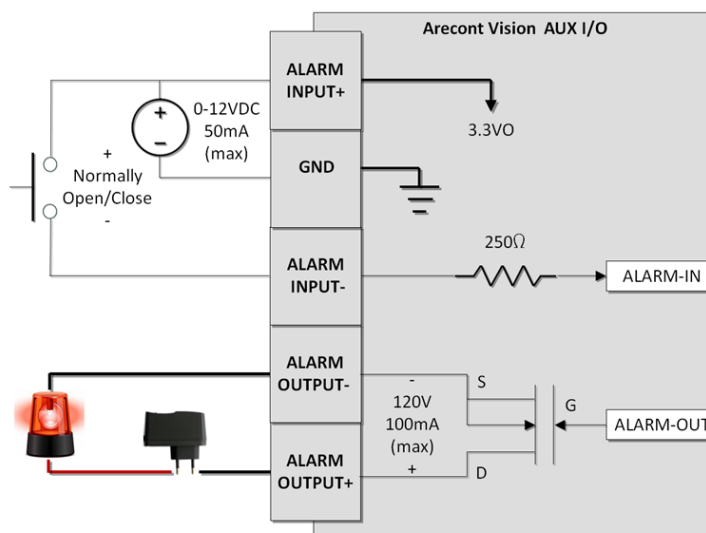 Arecont Vision AUX I/O
ALARM
INPUT+
0-12VDC
50mA
(max)
+
−
3.3VO
GND
+
Normally
Open/Close
-
ALARM
INPUT-
250Ω
ALARM-IN
ALARM
OUTPUT-
-
120V
100mA
(max)
+
S
G
D
ALARM-OUT
ALARM
OUTPUT+